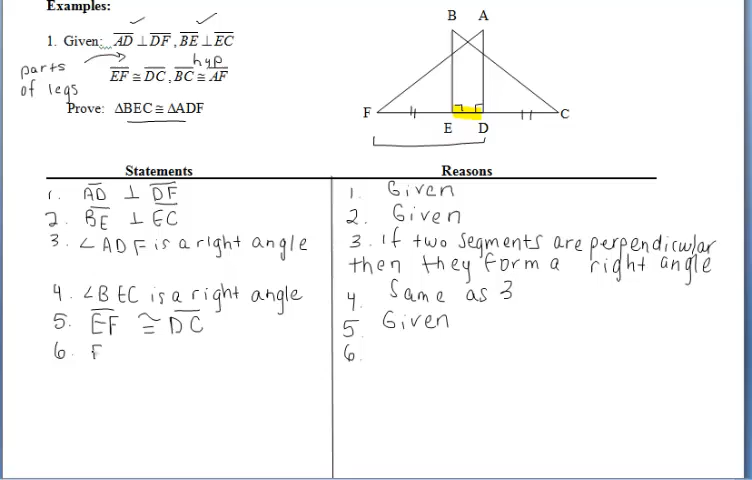 Examples:
1. Given: AD ⊥ DF, BE ⊥ EC
hyp
parts
of legs
EF ≅ DC, BC ≅ AF
Prove: ΔBEC ≅ ΔADF
B A
F C
E D
Statements Reasons
1. AD ⊥ DF 1. Given
2. BE ⊥ EC 2. Given
3. ∠ADF is a right angle 3. If two segments are perpendicular
then they form a right angle
4. ∠BEC is a right angle 4. Same as 3
5. EF ≅ DC 5. Given
6. F 6.